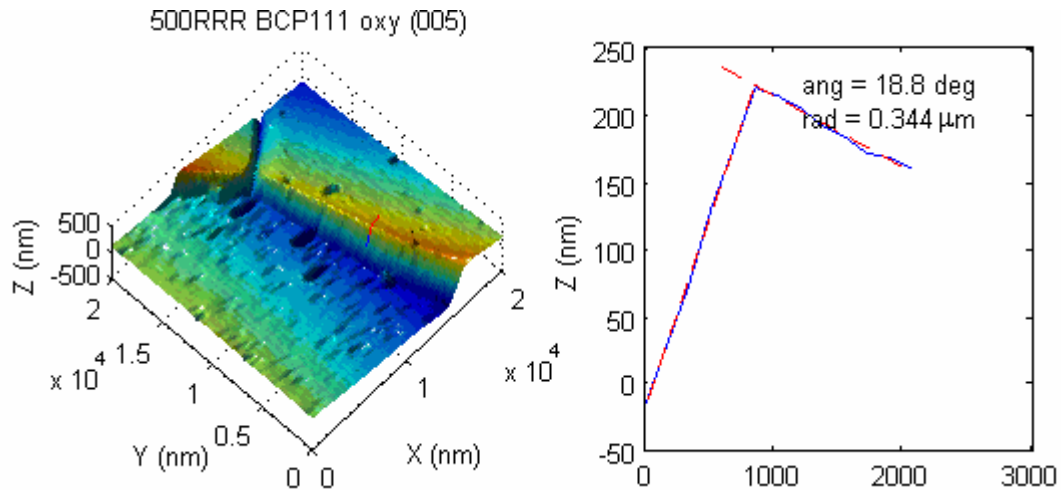 500RRR BCP111 oxy (005)
Z (nm)
500
0
-500
2
1.5
x 10 4
1
0.5
0
Y (nm)
0
1
2
x 10 4
X (nm)
ang = 18.8 deg
rad = 0.344 μm
Z (nm)
250
200
150
100
50
0
-50
0
1000
2000
3000